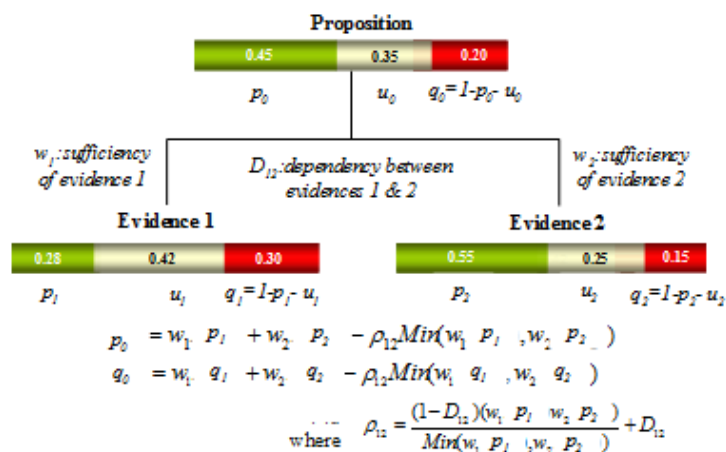 Proposition
0.45 0.35 0.20
p₀ u₀ q₀=1-p₀- u₀
w₁:sufficiency of evidence 1
D₁₂:dependency between evidences 1 & 2
w₂:sufficiency of evidence 2
Evidence 1 Evidence 2
0.28 0.42 0.30 0.55 0.25 0.15
p₁ u₁ q₁=1-p₁- u₁ p₂ u₂ q₂=1-p₂- u₂
p₀ = w₁ p₁ + w₂ p₂ − ρ₁₂Min(w₁ p₁ , w₂ p₂ )
q₀ = w₁ q₁ + w₂ q₂ − ρ₁₂Min(w₁ q₁ , w₂ q₂ )
where ρ₁₂ = (1−D₁₂)(w₁ p₁ w₂ p₂ ) / Min(w₁ p₁ , w₂ p₂ ) + D₁₂